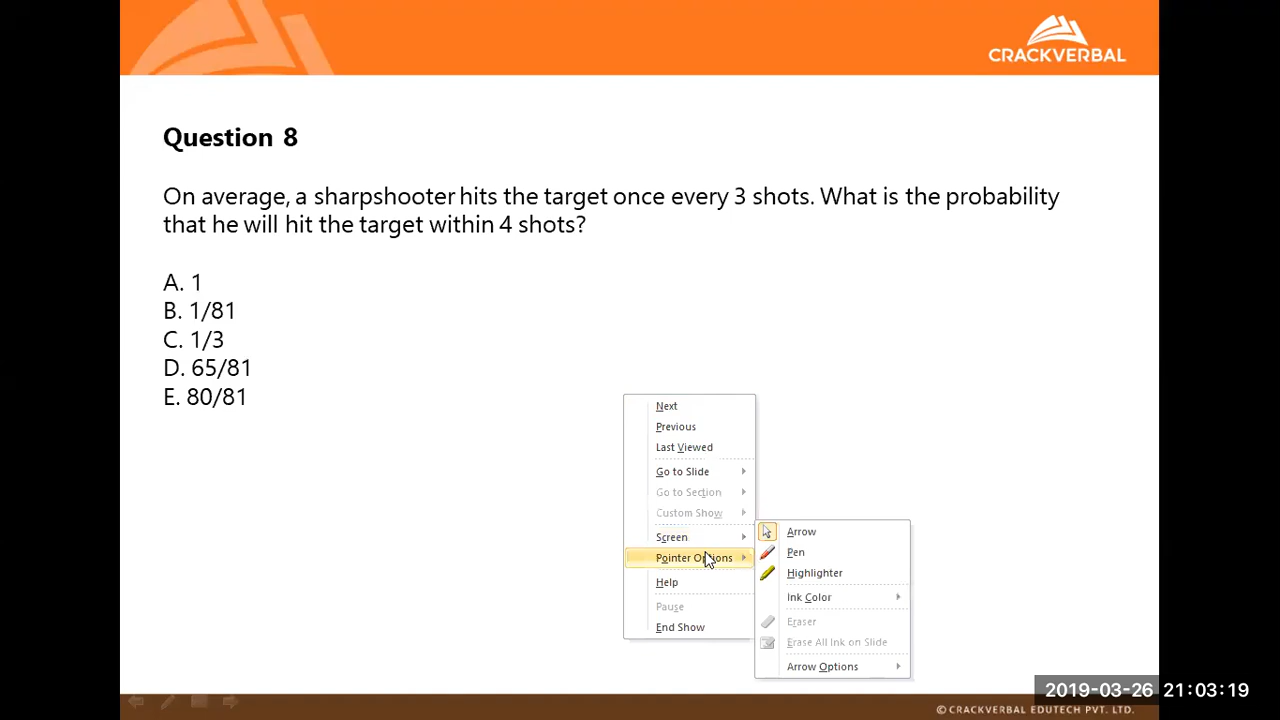 CRACKVERBAL
Question 8
On average, a sharpshooter hits the target once every 3 shots. What is the probability
that he will hit the target within 4 shots?
A. 1
B. 1/81
C. 1/3
D. 65/81
E. 80/81
Next
Previous
Last Viewed
Go to Slide
Go to Section
Custom Show
Screen
Pointer Options
Help
Pause
End Show
Arrow
Pen
Highlighter
Ink Color
Eraser
Erase All Ink on Slide
Arrow Options
2019-03-26 21:03:19
© CRACKVERBAL EDUTECH PVT. LTD.